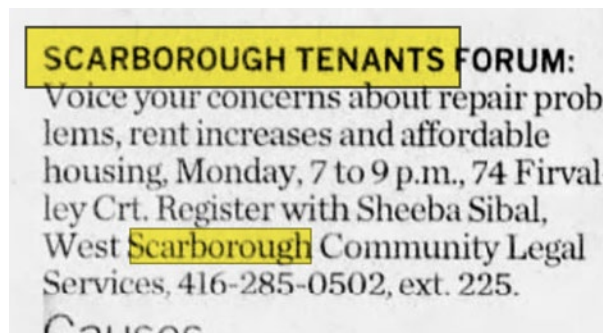 SCARBOROUGH TENANTS FORUM:
Voice your concerns about repair prob
lems, rent increases and affordable
housing, Monday, 7 to 9 p.m., 74 Firval
ley Crt. Register with Sheeba Sibal,
West Scarborough Community Legal
Services, 416-285-0502, ext. 225.
Causes